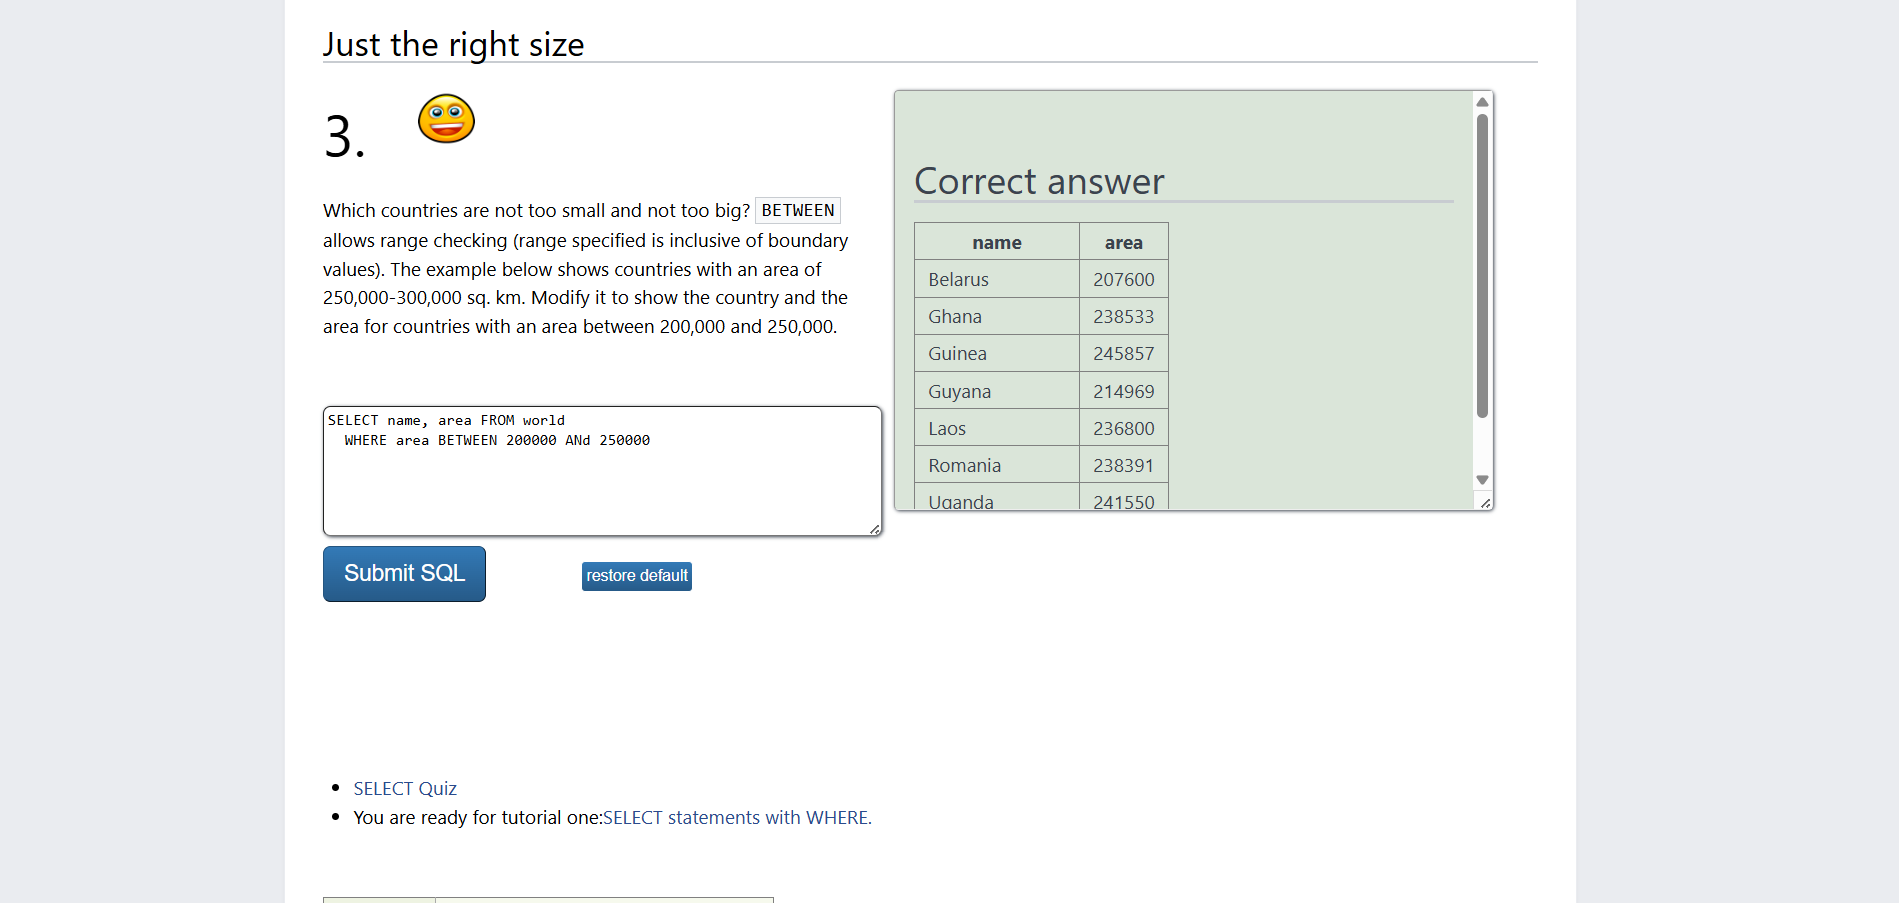 Just the right size
3.
Which countries are not too small and not too big? BETWEEN
allows range checking (range specified is inclusive of boundary
values). The example below shows countries with an area of
250,000-300,000 sq. km. Modify it to show the country and the
area for countries with an area between 200,000 and 250,000.
SELECT name, area FROM world
WHERE area BETWEEN 200000 ANd 250000
Submit SQL
restore default
Correct answer
name area
Belarus 207600
Ghana 238533
Guinea 245857
Guyana 214969
Laos 236800
Romania 238391
Uganda 241550
SELECT Quiz
You are ready for tutorial one:SELECT statements with WHERE.